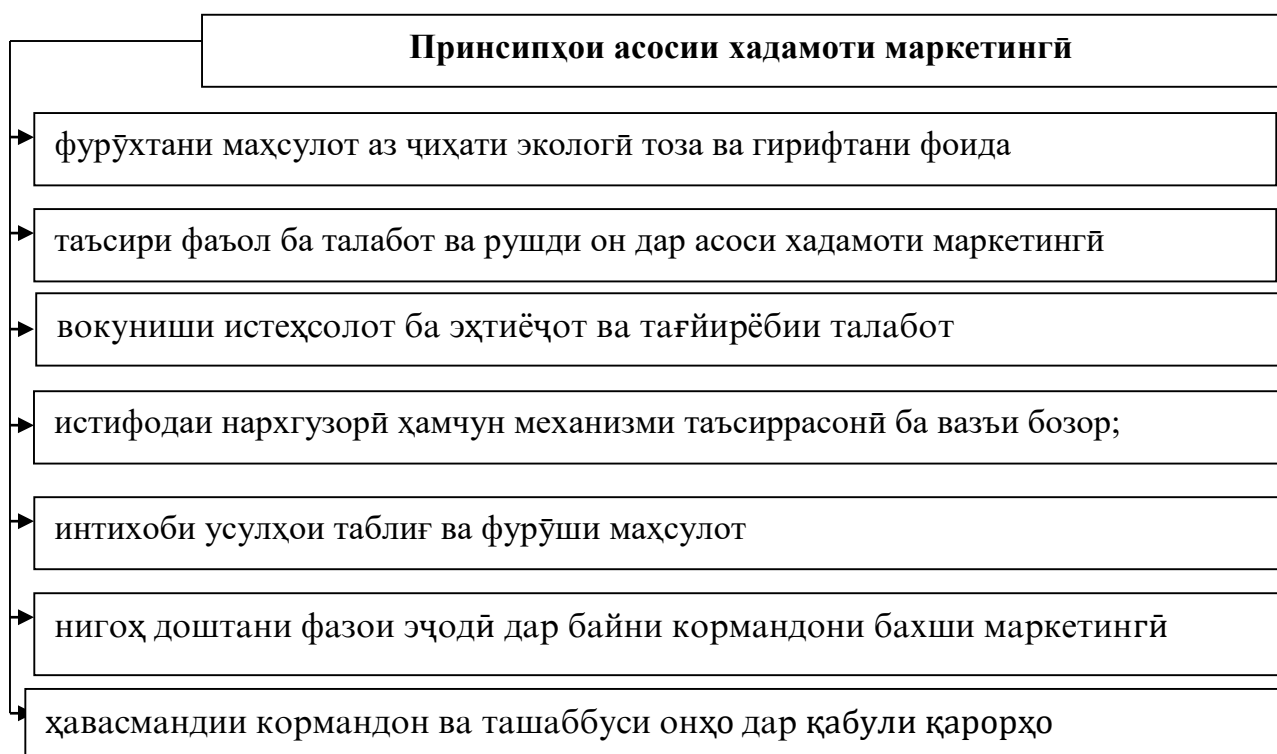 Принсипҳои асосии хадамоти маркетингӣ
фурӯхтани маҳсулот аз ҷиҳати экологӣ тоза ва гирифтани фоида
таъсири фаъол ба талабот ва рушди он дар асоси хадамоти маркетингӣ
вокуниши истеҳсолот ба эҳтиёҷот ва тағйирёбии талабот
истифодаи нархгузорӣ ҳамчун механизми таъсиррасонӣ ба вазъи бозор;
интихоби усулҳои таблиғ ва фурӯши маҳсулот
нигоҳ доштани фазои эҷодӣ дар байни кормандони бахши маркетингӣ
ҳавасмандии кормандон ва ташаббуси онҳо дар қабули қарорҳо